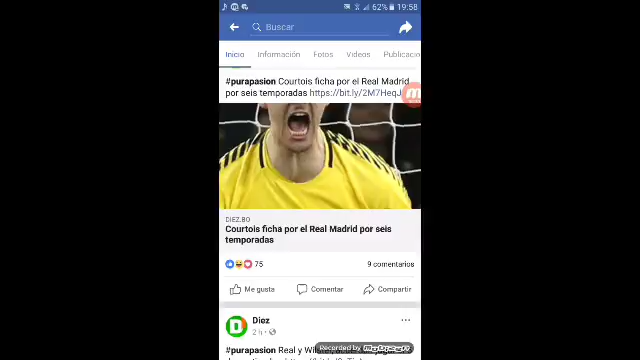 62% 19:58
Buscar
Inicio Información Fotos Videos Publicacio
#purapasion Courtois ficha por el Real Madrid
por seis temporadas https://bit.ly/2M7HeqJ
DIEZ.BO
Courtois ficha por el Real Madrid por seis
temporadas
75 9 comentarios
Me gusta Comentar Compartir
Diez
2 h
Recorded by
#purapasion Real y